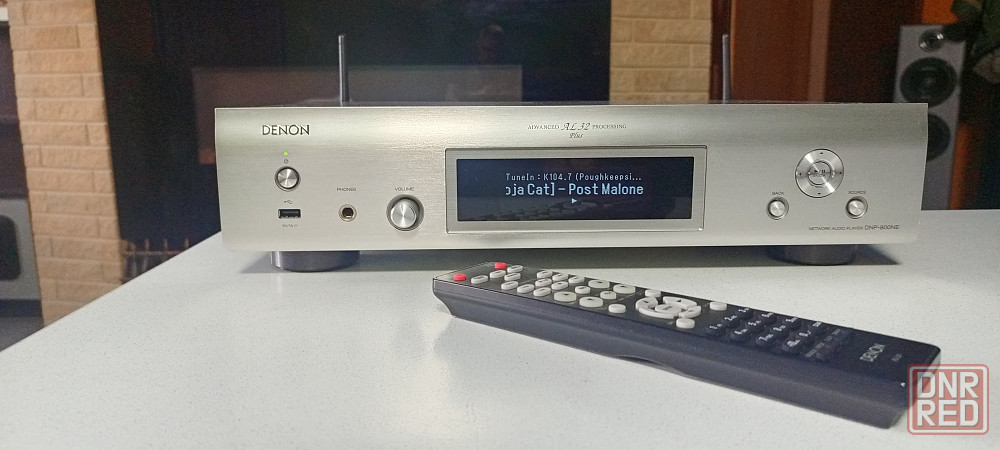 DENON
ADVANCED AL32 PROCESSING
Plus
TuneIn : K104.7 (Poughkeepsi...
oja Cat] – Post Malone
PHONES
VOLUME
BACK
SOURCE
NETWORK AUDIO PLAYER DNP-800NE
DENON
DNR
RED